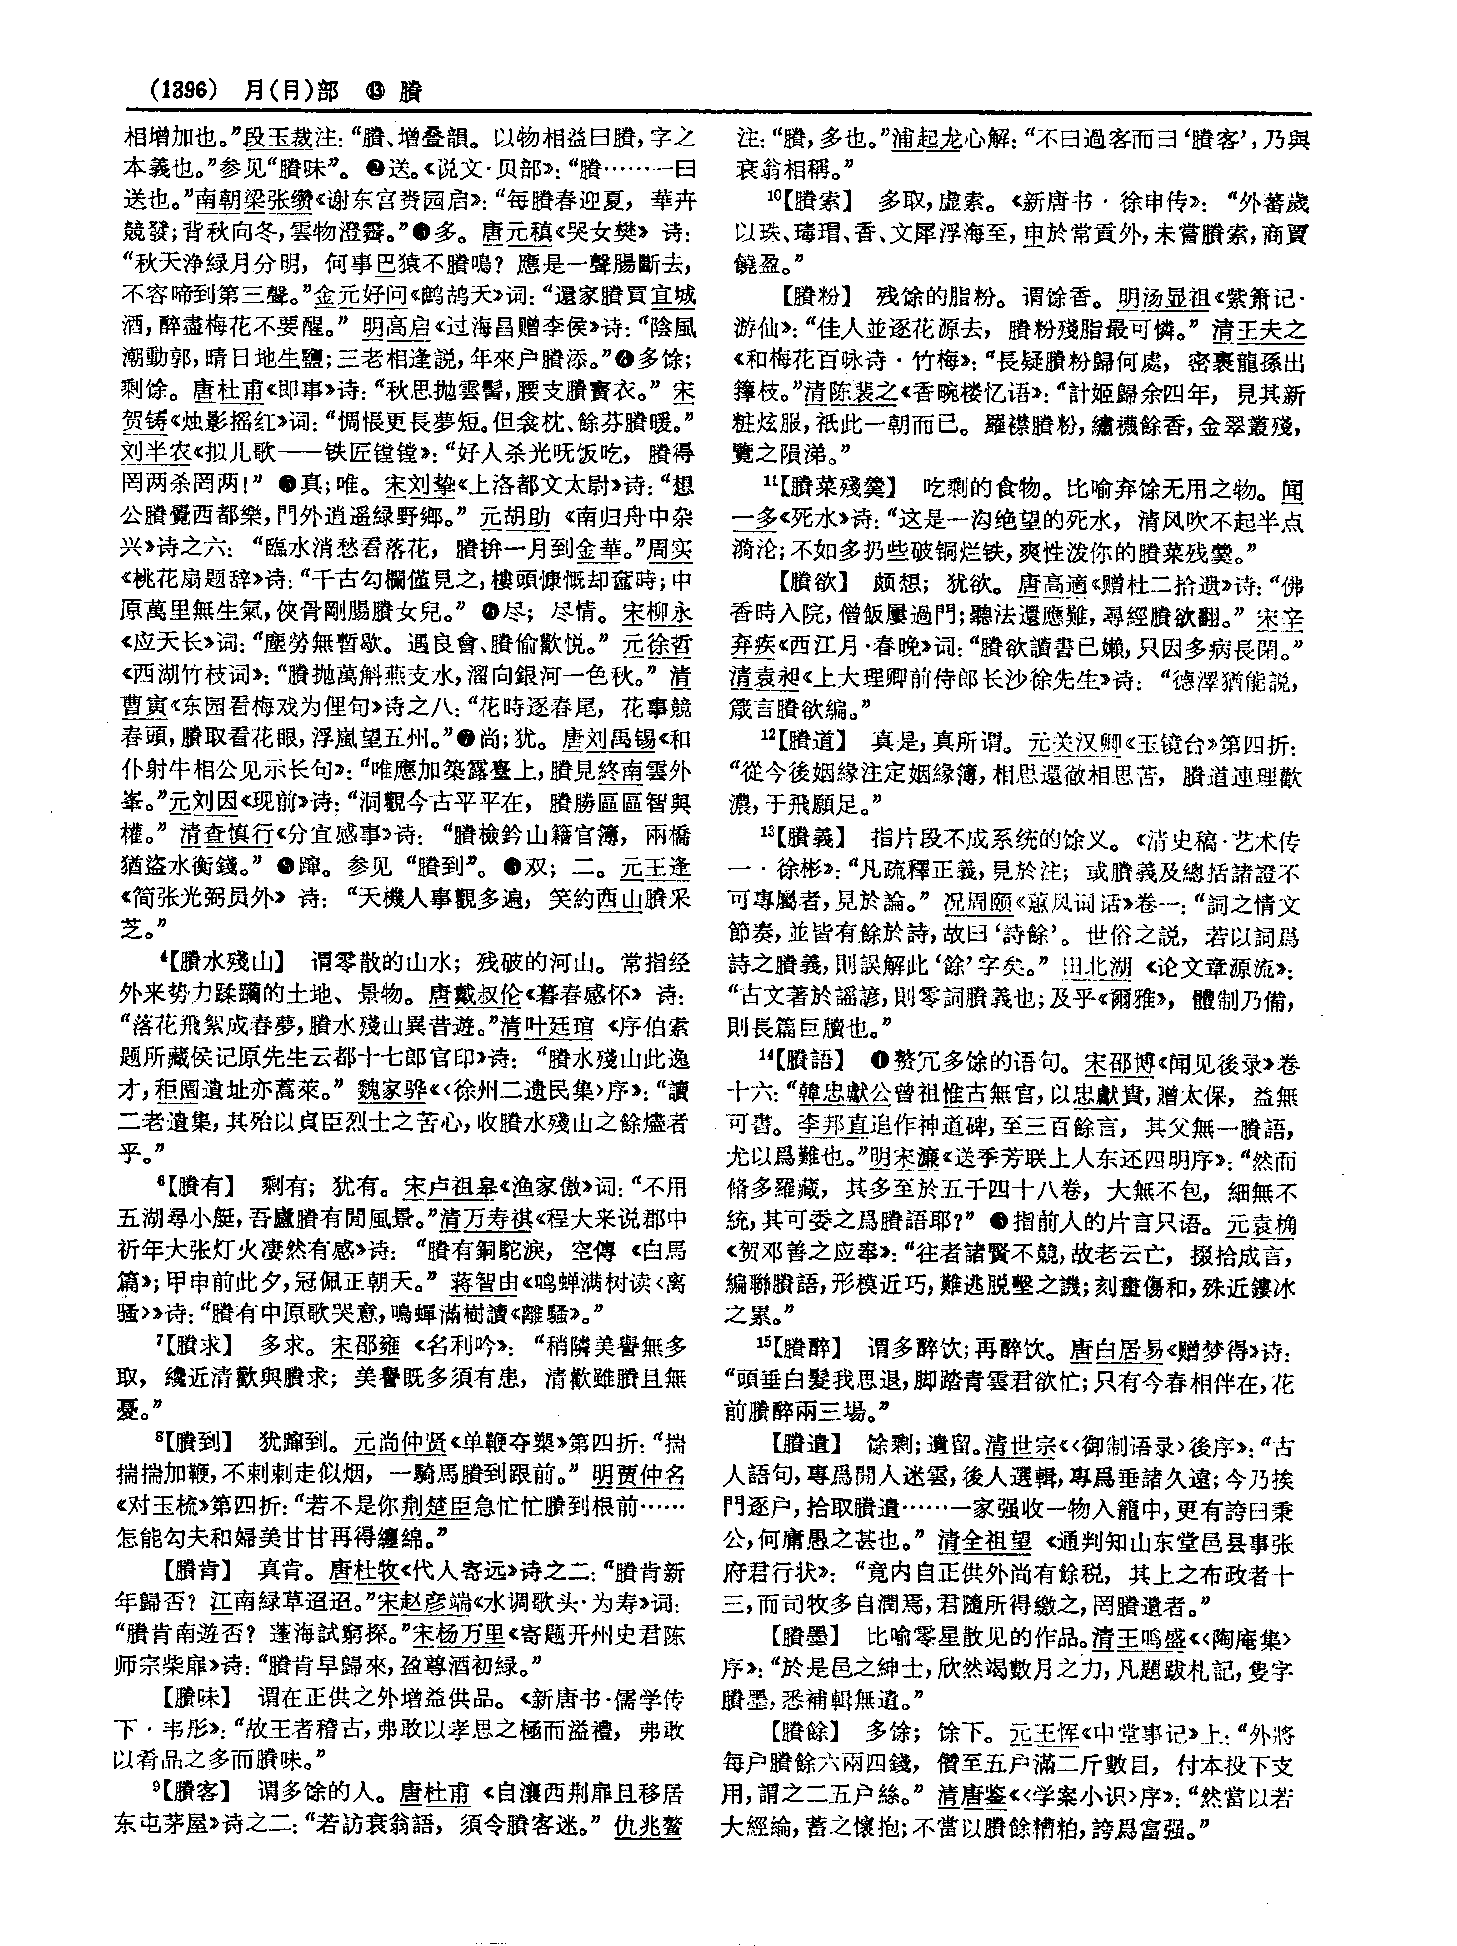 (1396) 月(月)部 ⑬ 賸
相增加也。”段玉裁注：“賸、增叠韻。以物相益曰賸，字之
本義也。”参见“賸味”。❷送。《说文·贝部》：“賸……一曰
送也。”南朝梁张缵《谢东宫赉园启》：“每賸春迎夏，華卉
競發；背秋向冬，雲物澄霽。”❸多。唐元稹《哭女樊》诗：
“秋天浄緑月分明，何事巴猿不賸鳴？應是一聲腸斷去，
不容啼到第三聲。”金元好问《鹧鸪天》词：“還家賸買宜城
酒，醉盡梅花不要醒。”明高启《过海昌赠李侯》诗：“陰風
潮動郭，晴日地生鹽；三老相逢説，年來户賸添。”❹多馀；
剩馀。唐杜甫《即事》诗：“秋思抛雲髻，腰支賸寳衣。”宋
贺铸《烛影摇红》词：“惆悵更長夢短。但衾枕、餘芬賸暖。”
刘半农《拟儿歌——铁匠镗镗》：“好人杀光呒饭吃，賸得
罔两杀罔两！”❺真；唯。宋刘挚《上洛都文太尉》诗：“想
公賸覺西都樂，門外逍遥緑野鄉。”元胡助《南归舟中杂
兴》诗之六：“臨水消愁看落花，賸拚一月到金華。”周实
《桃花扇题辞》诗：“千古勾欄僅見之，樓頭慷慨却奩時；中
原萬里無生氣，俠骨剛腸賸女兒。”❻尽；尽情。宋柳永
《应天长》词：“塵勞無暫歇。遇良會、賸偷歡悦。”元徐哲
《西湖竹枝词》：“賸抛萬斛燕支水，溜向銀河一色秋。”清
曹寅《东园看梅戏为俚句》诗之八：“花時逐春尾，花事競
春頭，賸取看花眼，浮嵐望五州。”❼尚；犹。唐刘禹锡《和
仆射牛相公见示长句》：“唯應加築露臺上，賸見終南雲外
峯。”元刘因《现前》诗：“洞觀今古平平在，賸勝區區智與
權。”清查慎行《分宜感事》诗：“賸檢鈐山籍官簿，兩橋
猶盜水衡錢。”❽蹿。参见“賸到”。❾双；二。元王逢
《简张光弼员外》诗：“天機人事觀多遍，笑約西山賸采
芝。”
4【賸水殘山】 谓零散的山水；残破的河山。常指经
外来势力蹂躏的土地、景物。唐戴叔伦《暮春感怀》诗：
“落花飛絮成春夢，賸水殘山異昔遊。”清叶廷琯《序伯索
题所藏侯记原先生云都十七郎官印》诗：“賸水殘山此逸
才，秬園遺址亦蒿萊。”魏家骅《〈徐州二遗民集〉序》：“讀
二老遺集，其殆以貞臣烈士之苦心，收賸水殘山之餘燼者
乎。”
6【賸有】 剩有；犹有。宋卢祖皋《渔家傲》词：“不用
五湖尋小艇，吾廬賸有閒風景。”清万寿祺《程大来说郡中
祈年大张灯火凄然有感》诗：“賸有銅駝淚，空傳《白馬
篇》；甲申前此夕，冠佩正朝天。”蒋智由《鸣蝉满树读〈离
骚〉》诗：“賸有中原歌哭意，鳴蟬滿樹讀《離騷》。”
7【賸求】 多求。宋邵雍《名利吟》：“稍隣美譽無多
取，纔近清歡與賸求；美譽既多須有患，清歡雖賸且無
憂。”
8【賸到】 犹蹿到。元尚仲贤《单鞭夺槊》第四折：“揣
揣揣加鞭，不剌剌走似烟，一騎馬賸到跟前。”明贾仲名
《对玉梳》第四折：“若不是你荆楚臣急忙忙賸到根前……
怎能勾夫和婦美甘甘再得纏綿。”
【賸肯】 真肯。唐杜牧《代人寄远》诗之二：“賸肯新
年歸否？江南緑草迢迢。”宋赵彦端《水调歌头·为寿》词：
“賸肯南遊否？蓬海試窮探。”宋杨万里《寄题开州史君陈
师宗柴扉》诗：“賸肯早歸來，盈尊酒初緑。”
【賸味】 谓在正供之外增益供品。《新唐书·儒学传
下·韦彤》：“故王者稽古，弗敢以孝思之極而溢禮，弗敢
以肴品之多而賸味。”
9【賸客】 谓多馀的人。唐杜甫《自瀼西荆扉且移居
东屯茅屋》诗之二：“若訪衰翁語，須令賸客迷。”仇兆鳌
注：“賸，多也。”浦起龙心解：“不曰過客而曰‘賸客’，乃與
衰翁相稱。”
10【賸索】 多取，虚索。《新唐书·徐申传》：“外蕃歲
以珠、瑇瑁、香、文犀浮海至，申於常貢外，未嘗賸索，商賈
饒盈。”
【賸粉】 残馀的脂粉。谓馀香。明汤显祖《紫箫记·
游仙》：“佳人並逐花源去，賸粉殘脂最可憐。”清王夫之
《和梅花百咏诗·竹梅》：“長疑賸粉歸何處，密裹龍孫出
籜枝。”清陈裴之《香畹楼忆语》：“計姬歸余四年，見其新
粧炫服，衹此一朝而已。羅襟賸粉，繡襪餘香，金翠叢殘，
覽之隕涕。”
11【賸菜殘羹】 吃剩的食物。比喻弃馀无用之物。闻
一多《死水》诗：“这是一沟绝望的死水，清风吹不起半点
漪沦；不如多扔些破铜烂铁，爽性泼你的賸菜残羹。”
【賸欲】 颇想；犹欲。唐高適《赠杜二拾遗》诗：“佛
香時入院，僧飯屢過門；聽法還應難，尋經賸欲翻。”宋辛
弃疾《西江月·春晚》词：“賸欲讀書已嬾，只因多病長閑。”
清袁昶《上大理卿前侍郎长沙徐先生》诗：“德澤猶能説，
箴言賸欲编。”
12【賸道】 真是，真所谓。元关汉卿《玉镜台》第四折：
“從今後姻緣注定姻緣簿，相思還徹相思苦，賸道連理歡
濃，于飛願足。”
13【賸義】 指片段不成系统的馀义。《清史稿·艺术传
一·徐彬》：“凡疏釋正義，見於注；或賸義及總括諸證不
可專屬者，見於論。”况周颐《蕙风词话》卷一：“詞之情文
節奏，並皆有餘於詩，故曰‘詩餘’。世俗之説，若以詞爲
詩之賸義，則誤解此‘餘’字矣。”田北湖《论文章源流》：
“古文著於謡諺，則零詞賸義也；及乎《爾雅》，體制乃備，
則長篇巨牘也。”
14【賸語】 ❶赘冗多馀的语句。宋邵博《闻见後录》卷
十六：“韓忠獻公曾祖惟古無官，以忠獻貴，贈太保，益無
可書。李邦直追作神道碑，至三百餘言，其父無一賸語，
尤以爲難也。”明宋濂《送季芳联上人东还四明序》：“然而
脩多羅藏，其多至於五千四十八卷，大無不包，細無不
統，其可委之爲賸語耶？”❷指前人的片言只语。元袁桷
《贺邓善之应奉》：“往者諸賢不競，故老云亡，掇拾成言，
編聯賸語，形模近巧，難逃脱墼之譏；刻畫傷和，殊近鏤冰
之累。”
15【賸醉】 谓多醉饮；再醉饮。唐白居易《赠梦得》诗：
“頭垂白髮我思退，脚踏青雲君欲忙；只有今春相伴在，花
前賸醉兩三場。”
【賸遺】 馀剩；遺留。清世宗《〈御制语录〉後序》：“古
人語句，專爲開人迷雲，後人選輯，專爲垂諸久遠；今乃挨
門逐户，拾取賸遺……一家强收一物入籠中，更有誇曰秉
公，何庸愚之甚也。”清全祖望《通判知山东堂邑县事张
府君行状》：“竟内自正供外尚有餘税，其上之布政者十
三，而司牧多自潤焉，君隨所得繳之，罔賸遺者。”
【賸墨】 比喻零星散见的作品。清王鸣盛《〈陶庵集〉
序》：“於是邑之紳士，欣然竭數月之力，凡題跋札記，隻字
賸墨，悉補輯無遺。”
【賸餘】 多馀；馀下。元王恽《中堂事记》上：“外將
每户賸餘六兩四錢，儹至五户滿二斤數目，付本投下支
用，謂之二五户絲。”清唐鉴《〈学案小识〉序》：“然當以若
大經綸，蓄之懷抱；不當以賸餘糟粕，誇爲富强。”